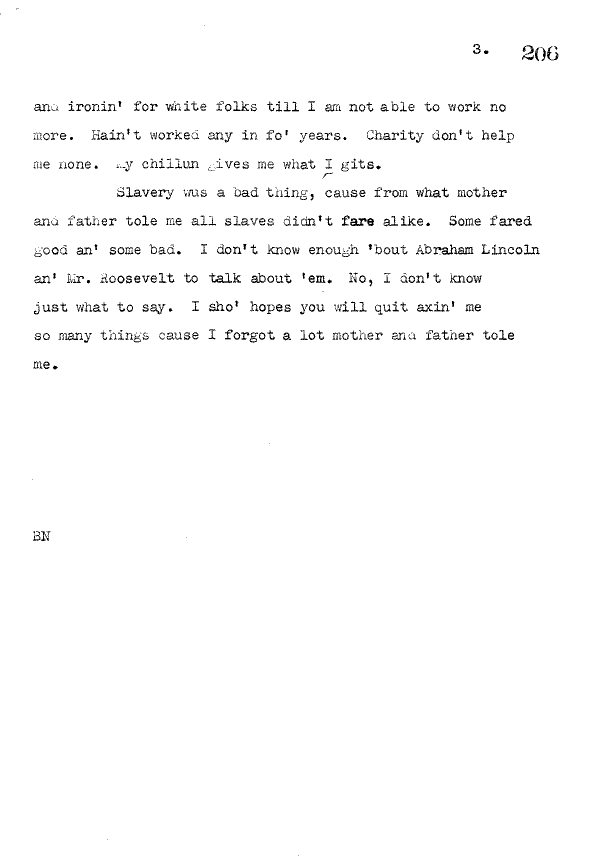 3. 206
and ironin' for white folks till I am not able to work no
more. Hain't worked any in fo' years. Charity don't help
me none. My chillun gives me what I gits.
Slavery was a bad thing, cause from what mother
and father tole me all slaves didn't fare alike. Some fared
good an' some bad. I don't know enough 'bout Abraham Lincoln
an' Mr. Roosevelt to talk about 'em. No, I don't know
just what to say. I sho' hopes you will quit axin' me
so many things cause I forgot a lot mother and father tole
me.
BN